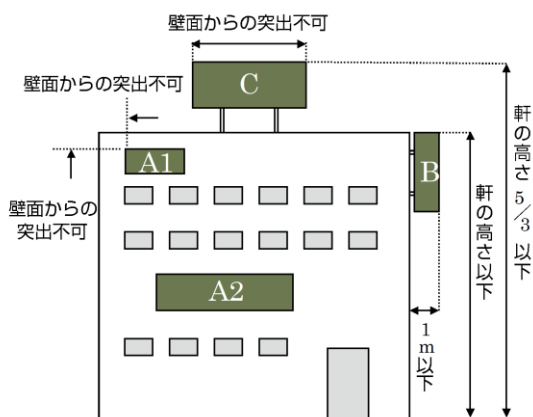 壁面からの突出不可
C
壁面からの突出不可
A1
壁面からの
突出不可
B
A2
1m以下
軒の高さ以下
軒の高さ5/3以下